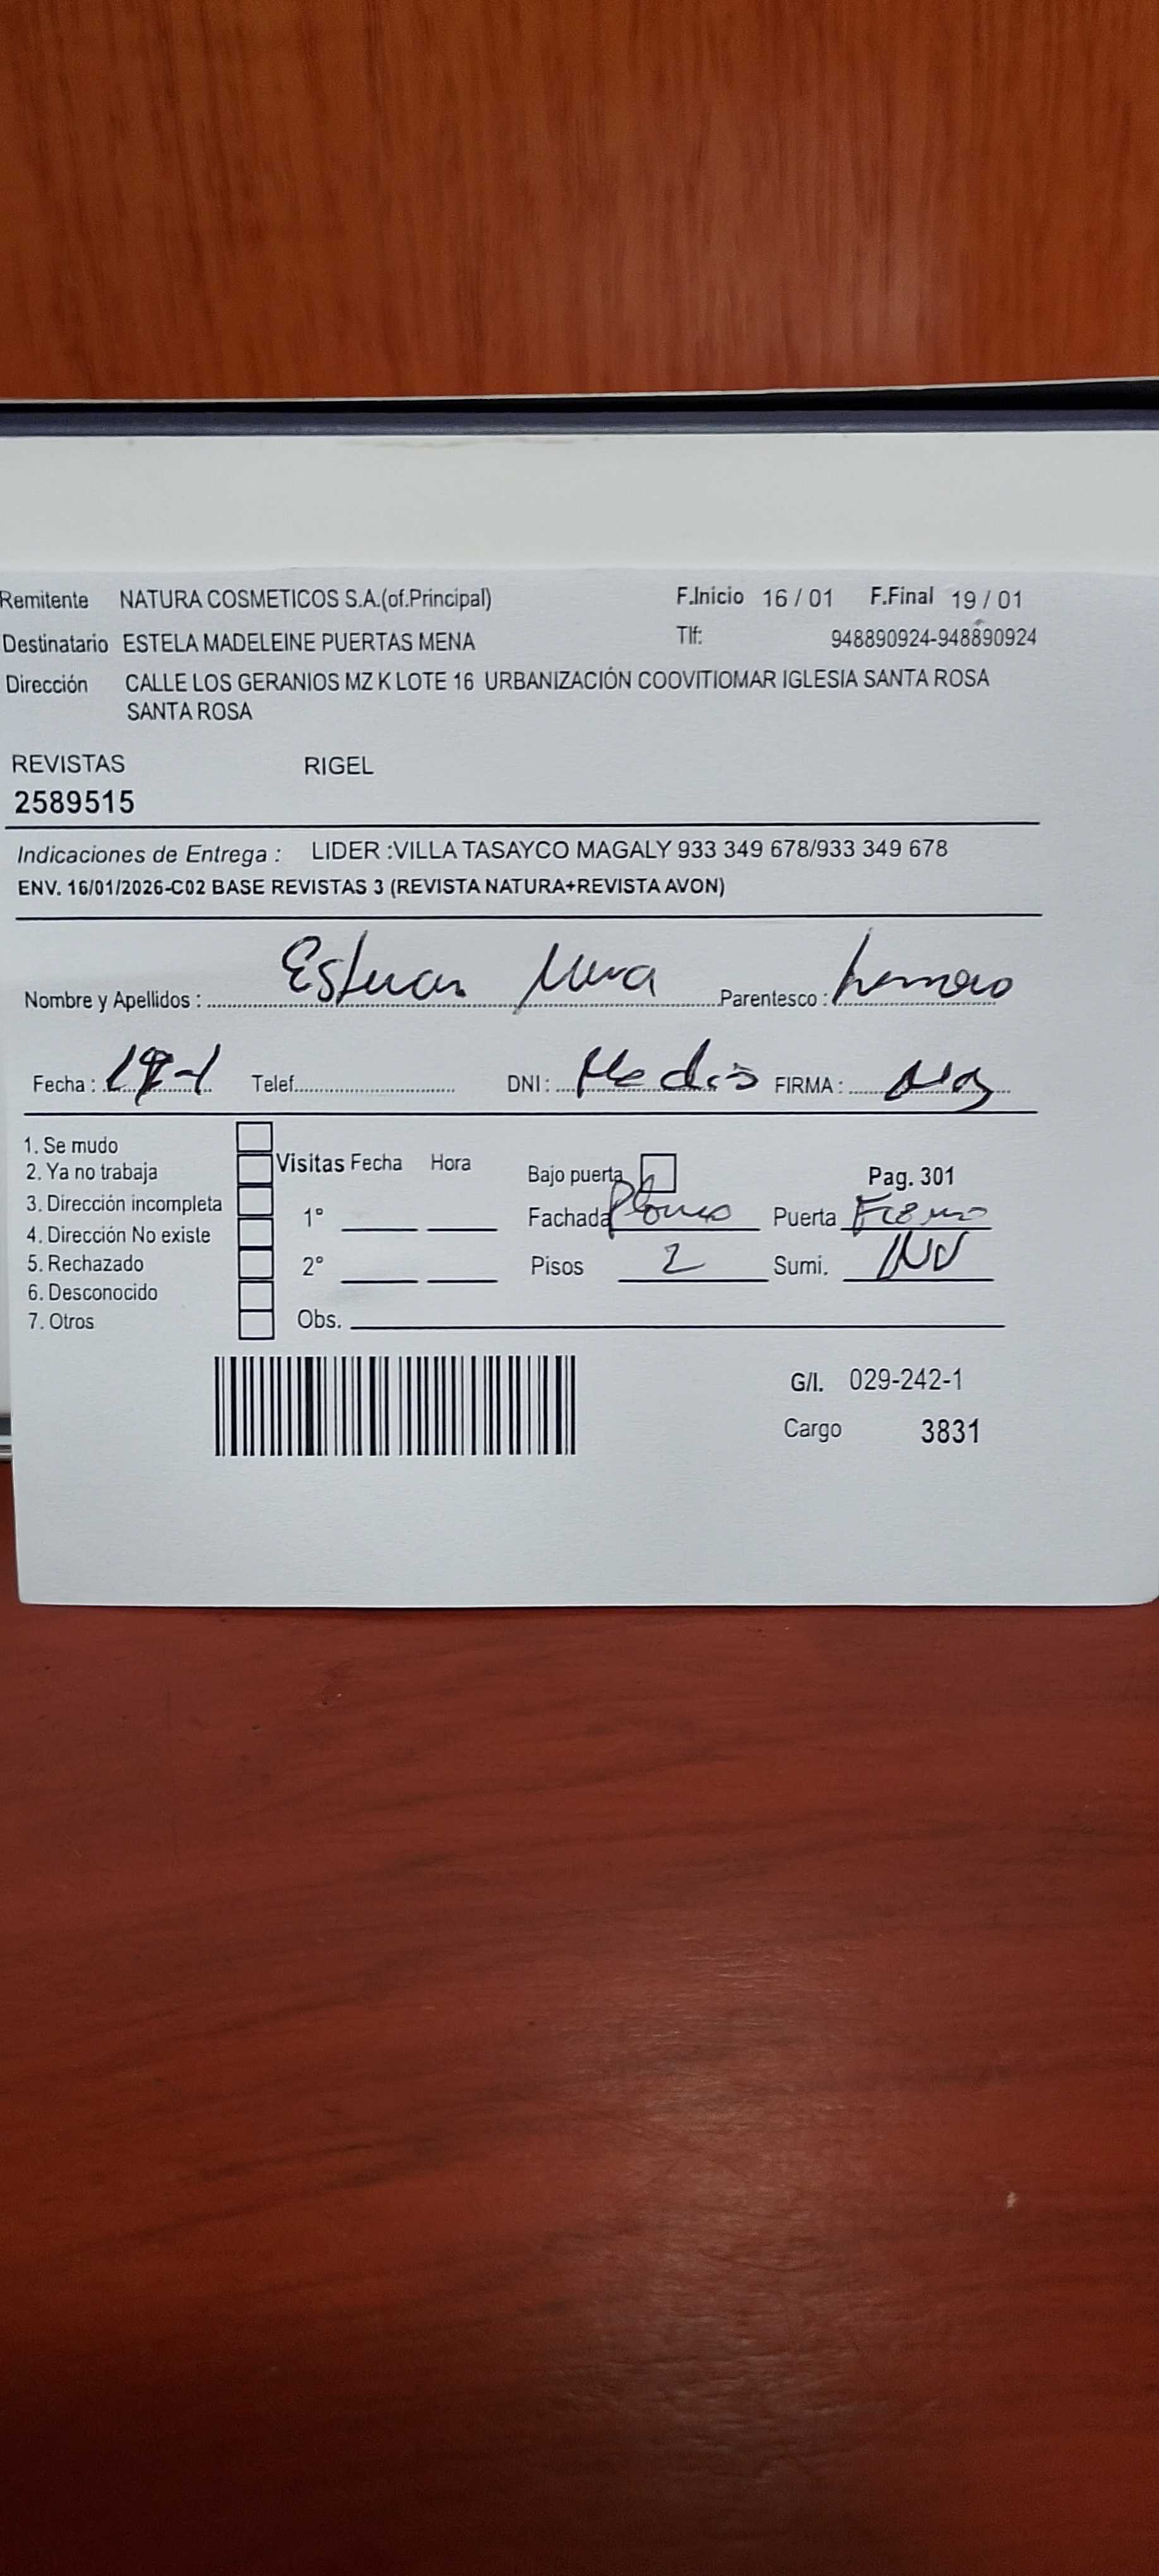 Remitente NATURA COSMETICOS S.A.(of.Principal) F.Inicio 16 / 01 F.Final 19 / 01
Destinatario ESTELA MADELEINE PUERTAS MENA Tlf: 948890924-948890924
Dirección CALLE LOS GERANIOS MZ K LOTE 16 URBANIZACIÓN COOVITIOMAR IGLESIA SANTA ROSA
SANTA ROSA
REVISTAS RIGEL
2589515
Indicaciones de Entrega : LIDER :VILLA TASAYCO MAGALY 933 349 678/933 349 678
ENV. 16/01/2026-C02 BASE REVISTAS 3 (REVISTA NATURA+REVISTA AVON)
Nombre y Apellidos : Parentesco :
Fecha : Telef. DNI : FIRMA :
1. Se mudo
2. Ya no trabaja Visitas Fecha Hora Bajo puerta Pag. 301
3. Dirección incompleta 1° Fachada Puerta
4. Dirección No existe
5. Rechazado 2° Pisos 2 Sumi.
6. Desconocido
7. Otros Obs.
G/I. 029-242-1
Cargo 3831